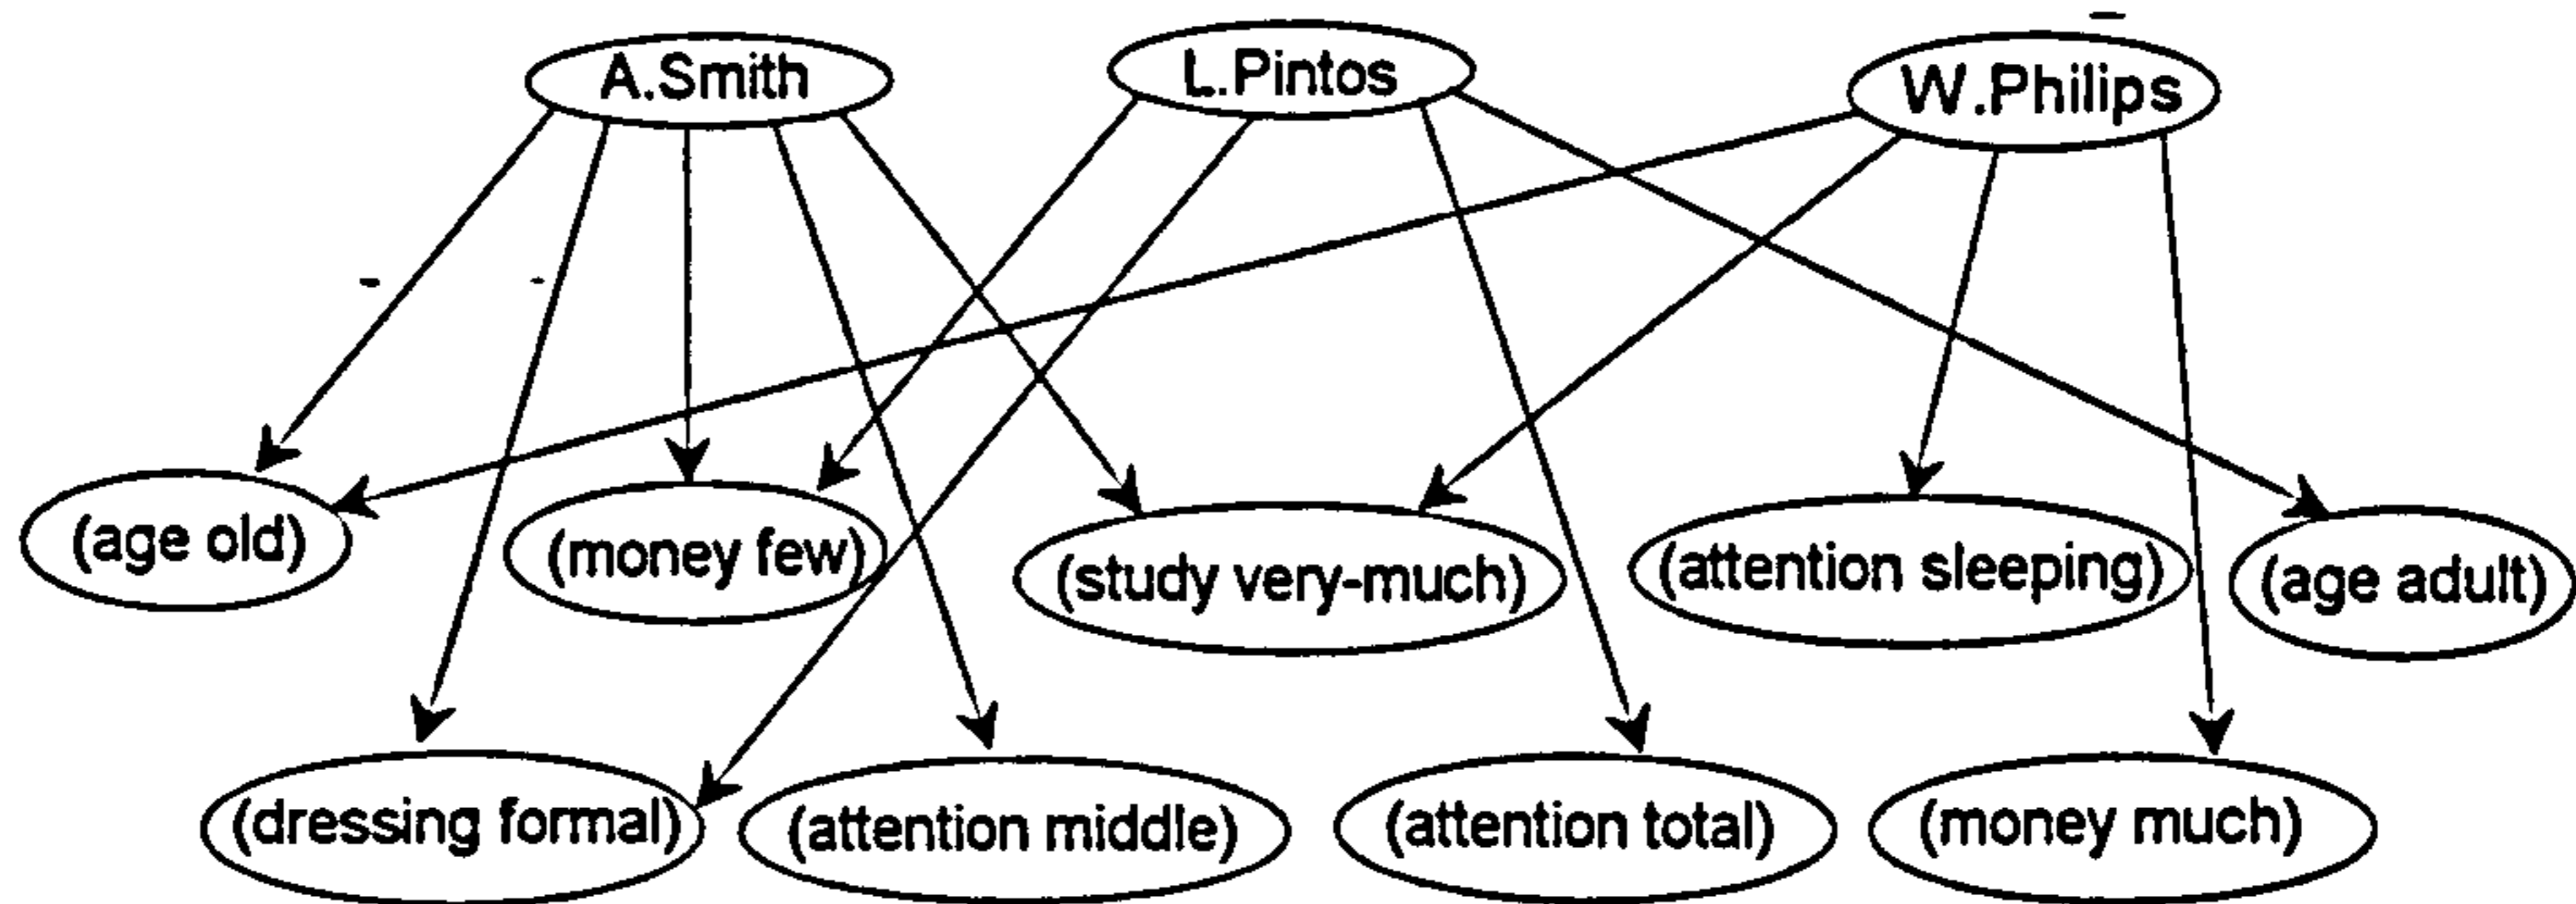 A.Smith
L.Pintos
W.Philips
(age old)
(money few)
(study very-much)
(attention sleeping)
(age adult)
(dressing formal)
(attention middle)
(attention total)
(money much)